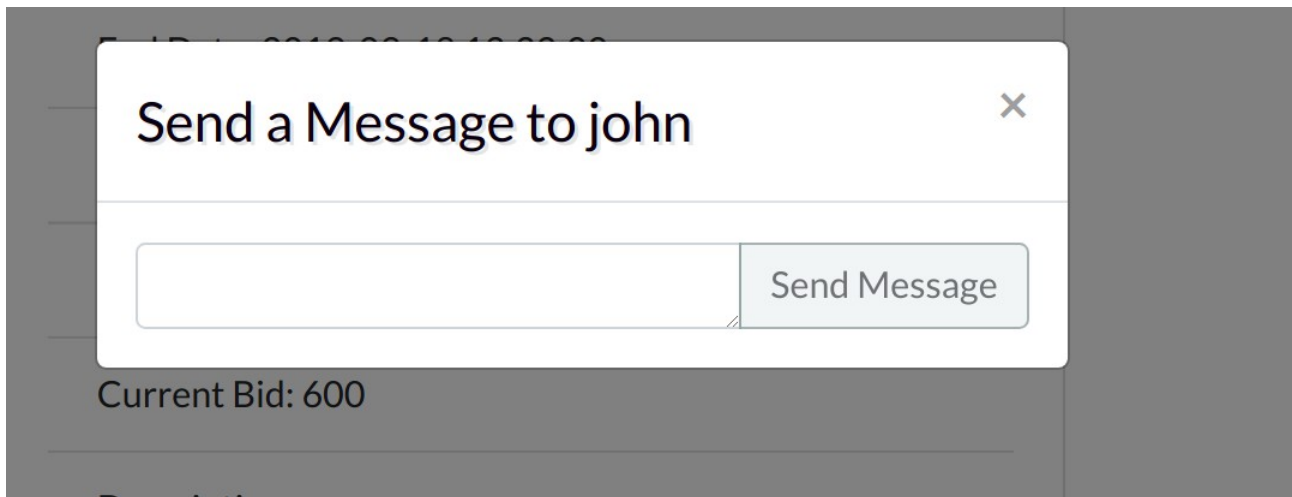 Send a Message to john
×
Send Message
Current Bid: 600